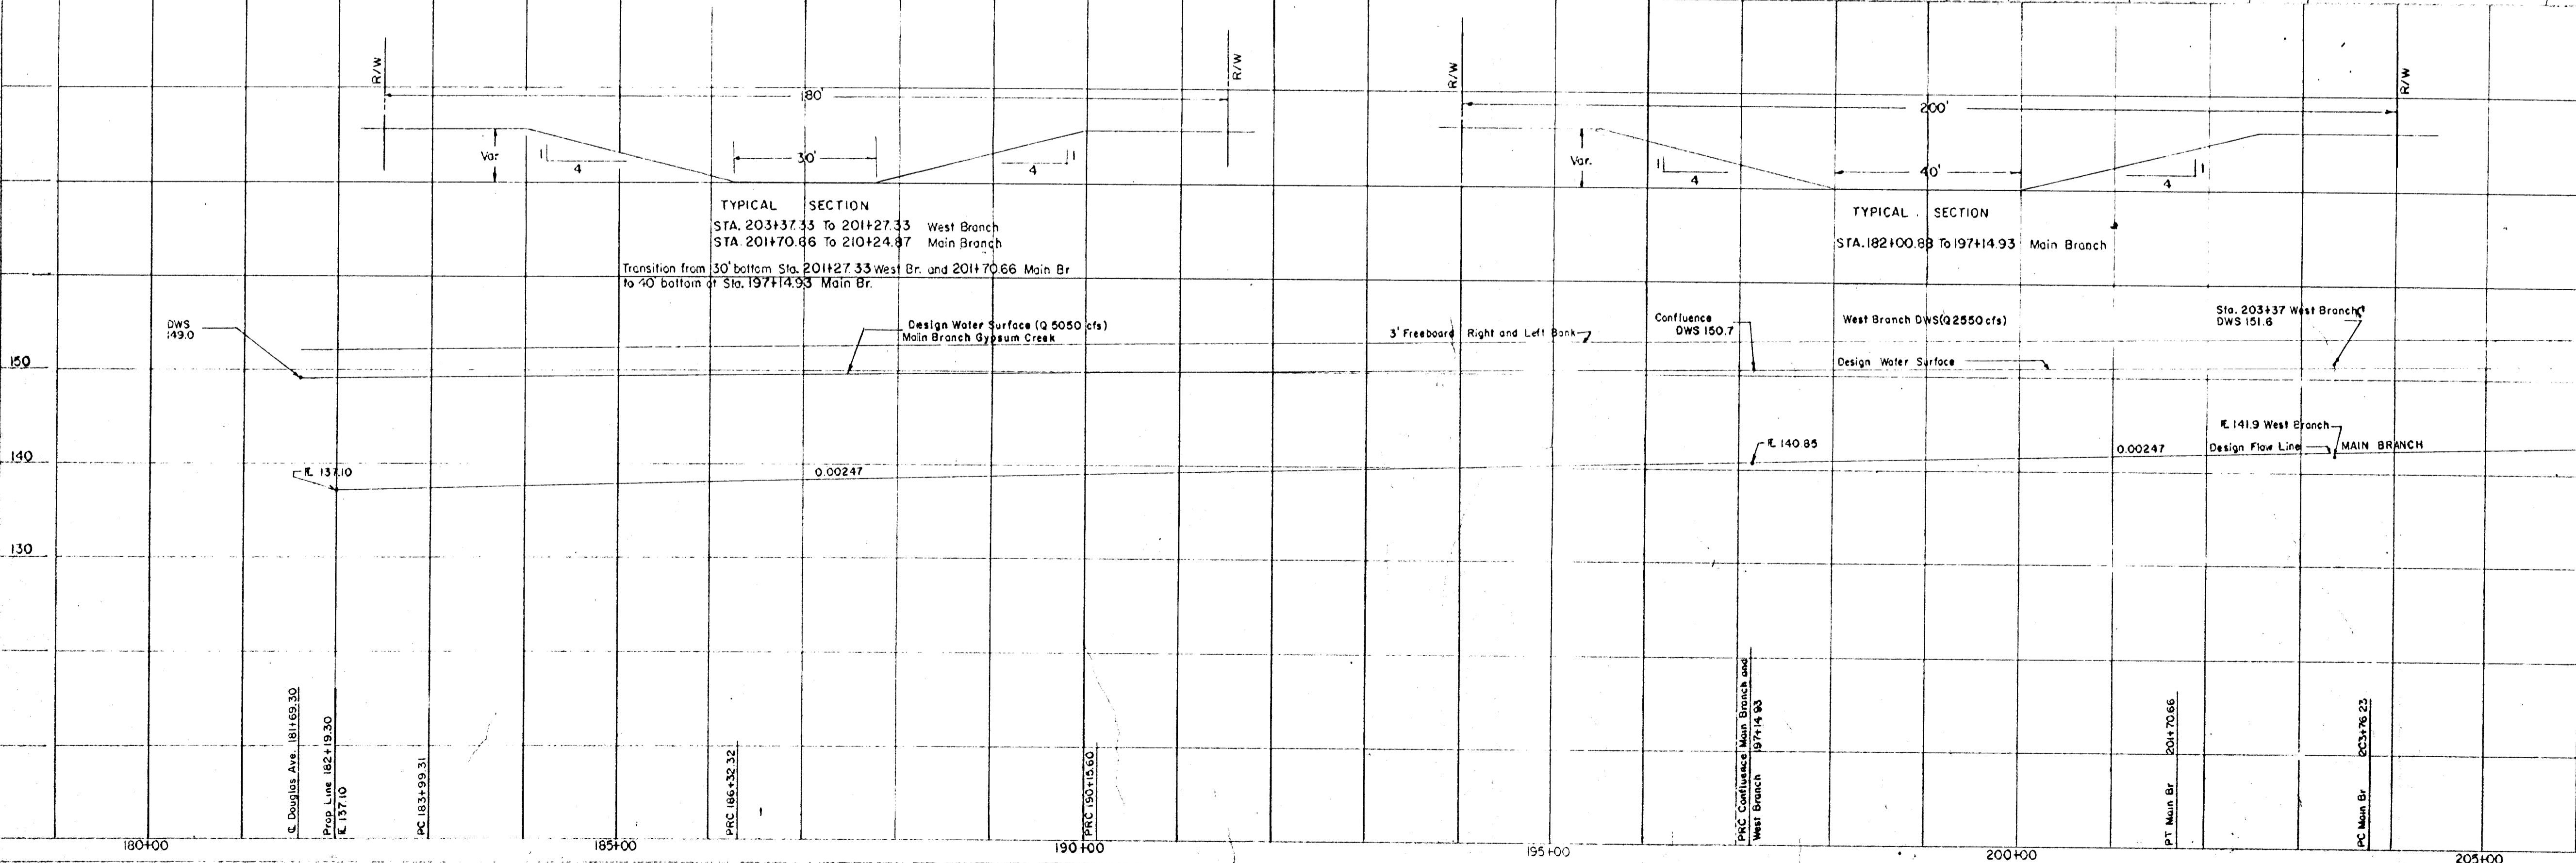 R/W
180'
R/W
Var.
1
4
30'
1
4
TYPICAL SECTION
STA. 203+37.33 To 201+27.33 West Branch
STA. 201+70.66 To 210+24.87 Main Branch
Transition from 30' bottom Sta. 201+27.33 West Br. and 201+70.66 Main Br
to 40' bottom at Sta. 197+14.93 Main Br.
R/W
200'
R/W
Var.
1
4
40'
1
4
TYPICAL SECTION
STA. 182+00.88 To 197+14.93 Main Branch
DWS
149.0
Design Water Surface (Q 5050 cfs)
Main Branch Gypsum Creek
3' Freeboard Right and Left Bank
Confluence
DWS 150.7
West Branch DWS (Q2550 cfs)
Design Water Surface
Sta. 203+37 West Branch
DWS 151.6
150
140
130
FL 137.10
0.00247
FL 140.85
0.00247
FL 141.9 West Branch
Design Flow Line
MAIN BRANCH
CL Douglas Ave. 181+69.30
Prop Line 182+19.30
FL 137.10
PC 183+99.31
PRC 186+32.32
PRC 190+15.60
PRC Confluence Main Branch and
West Branch 197+14.93
PT Main Br 201+70.66
PC Main Br 203+76.23
180+00
185+00
190+00
195+00
200+00
205+00